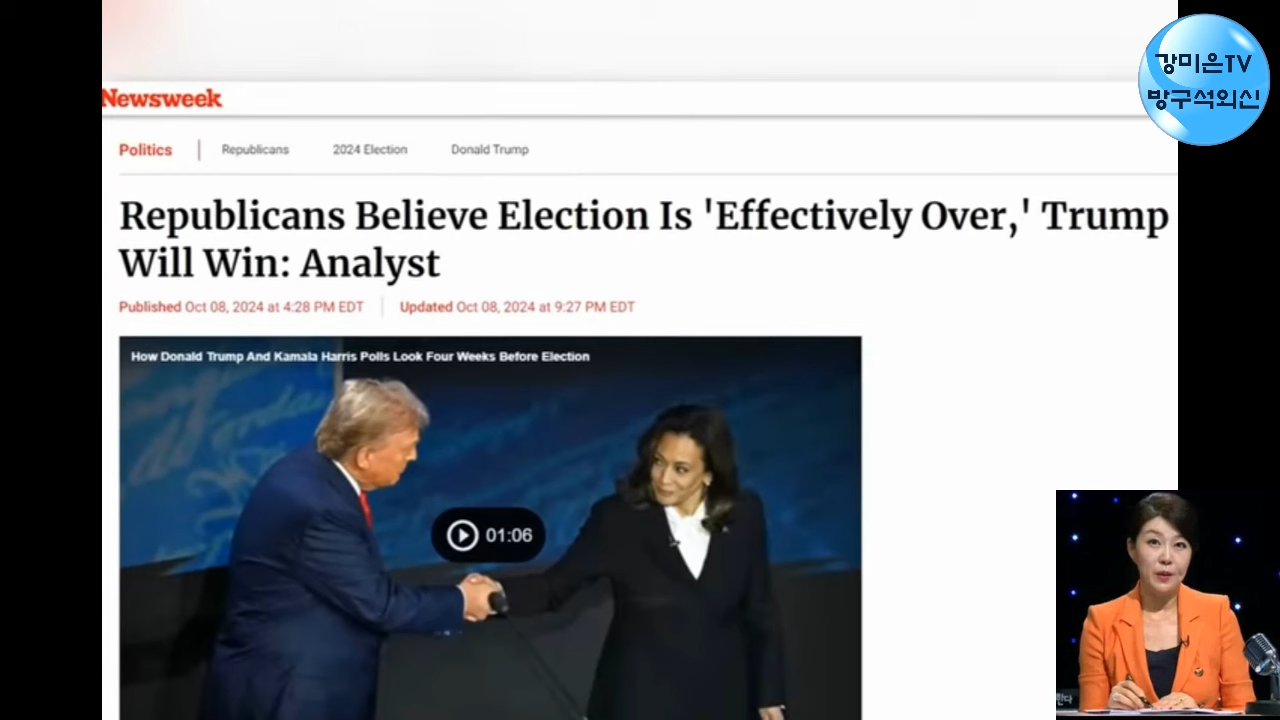 강미은TV
방구석외신
Newsweek
Politics | Republicans 2024 Election Donald Trump
Republicans Believe Election Is 'Effectively Over,' Trump
Will Win: Analyst
Published Oct 08, 2024 at 4:28 PM EDT | Updated Oct 08, 2024 at 9:27 PM EDT
How Donald Trump And Kamala Harris Polls Look Four Weeks Before Election
01:06
한다